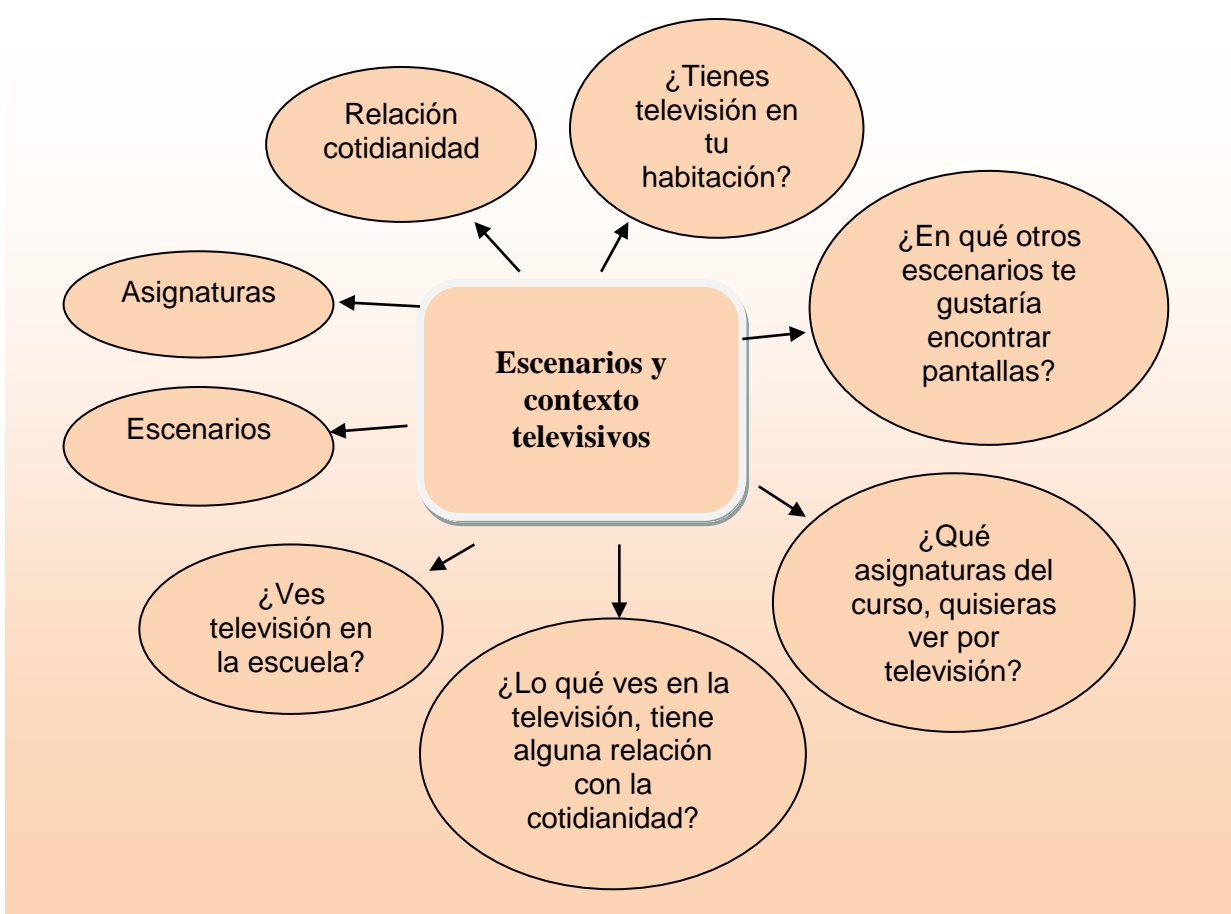 Relación
cotidianidad
¿Tienes
televisión en
tu
habitación?
¿En qué otros
escenarios te
gustaría
encontrar
pantallas?
Asignaturas
Escenarios y
contexto
televisivos
Escenarios
¿Qué
asignaturas del
curso, quisieras
ver por
televisión?
¿Ves
televisión en
la escuela?
¿Lo qué ves en la
televisión, tiene
alguna relación
con la
cotidianidad?